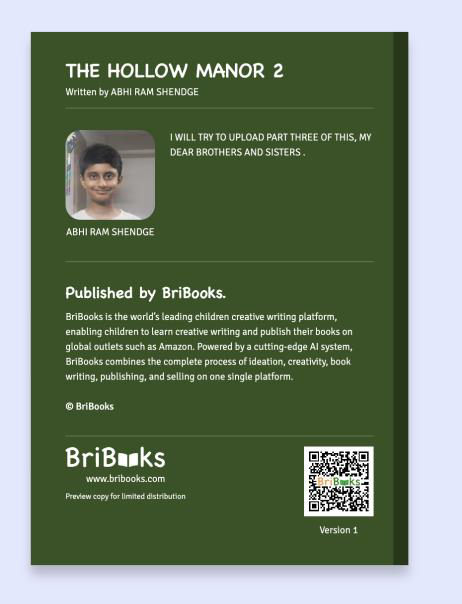 THE HOLLOW MANOR 2
Written by ABHI RAM SHENDGE
I WILL TRY TO UPLOAD PART THREE OF THIS, MY
DEAR BROTHERS AND SISTERS .
ABHI RAM SHENDGE
Published by BriBooks.
BriBooks is the world's leading children creative writing platform,
enabling children to learn creative writing and publish their books on
global outlets such as Amazon. Powered by a cutting-edge AI system,
BriBooks combines the complete process of ideation, creativity, book
writing, publishing, and selling on one single platform.
© BriBooks
BriBooks
www.bribooks.com
Preview copy for limited distribution
BriBooks
Version 1